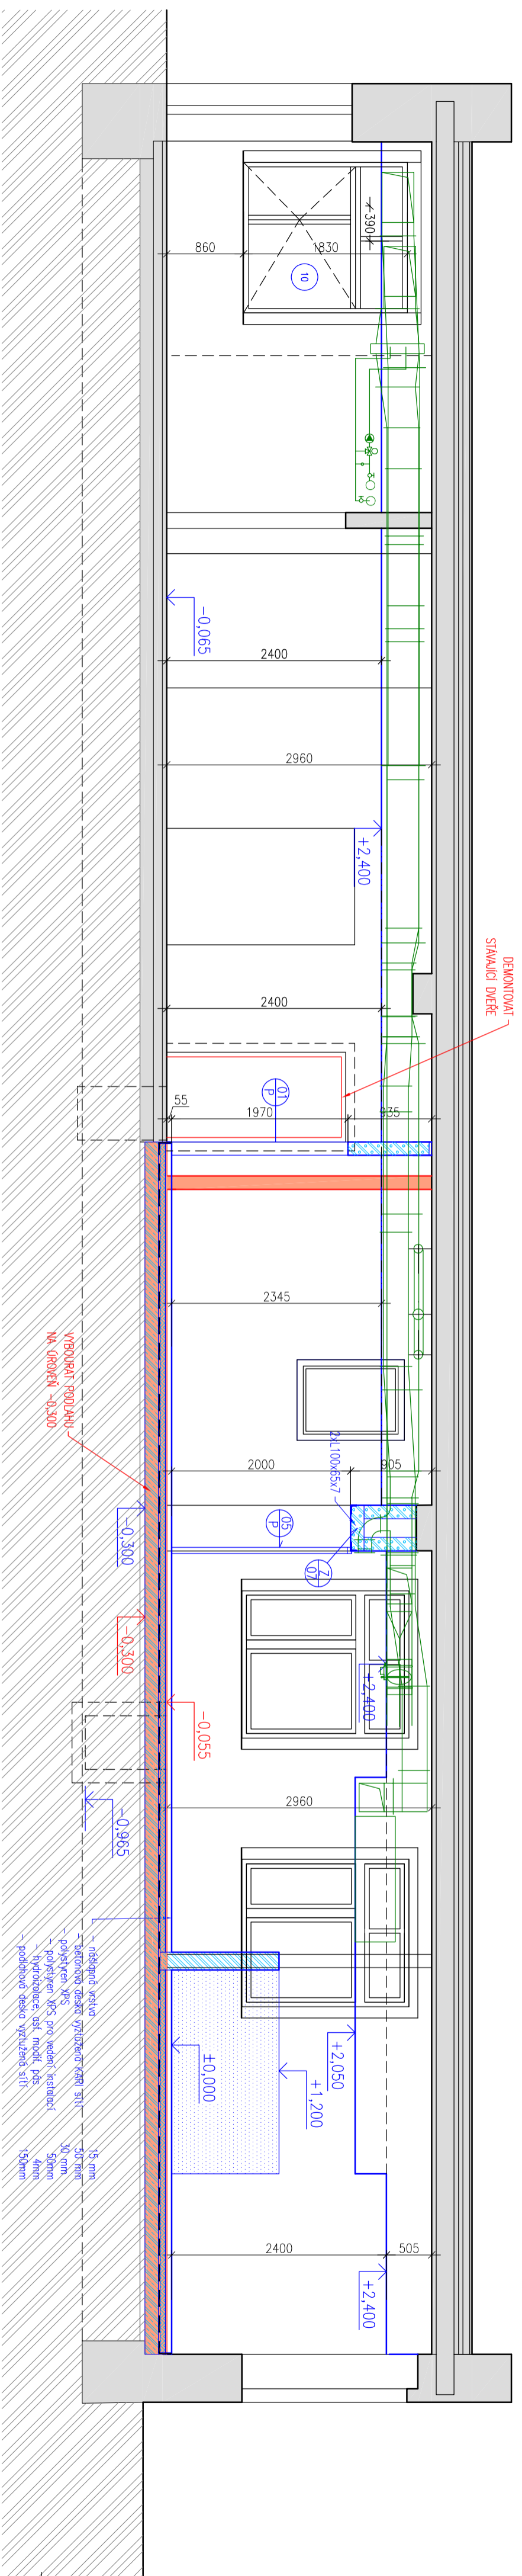 390
860
1830
10
-0,065
2400
2960
+2,400
2400
DEMONTOVAT
STÁVAJÍCÍ DVEŘE
01
P
55
1970
935
2345
2000
905
2xL100x65x7
05
P
Z
07
VYBOURAT PODLAHU
NA ÚROVEŇ -0,300
-0,300
-0,300
-0,055
+2,400
2960
-0,965
+2,050
+1,200
±0,000
2400
505
+2,400
- nášlapná vrstva 15 mm
- betonová deska vyztužená KARI sítí 50 mm
- polystyren XPS 30 mm
- polystyren XPS pro vedení instalací 50mm
- hydroizolace, asf. modif. pás 4mm
- podlahová deska vyztužená sítí 150mm